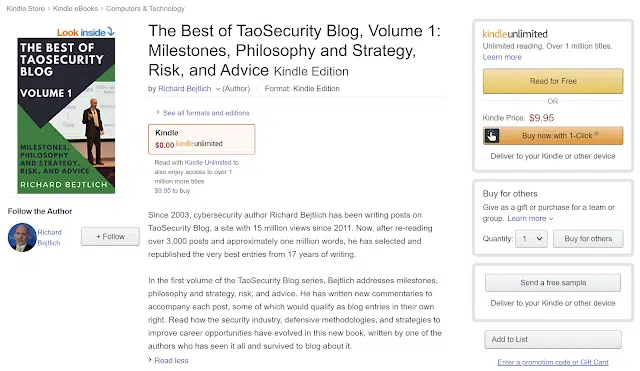 Kindle Store › Kindle eBooks › Computers & Technology
Look inside
THE BEST OF
TAOSECURITY
BLOG
VOLUME 1
MILESTONES,
PHILOSOPHY
AND STRATEGY,
RISK, AND ADVICE
RICHARD BEJTLICH
Follow the Author
Richard
Bejtlich
+ Follow
The Best of TaoSecurity Blog, Volume 1:
Milestones, Philosophy and Strategy,
Risk, and Advice Kindle Edition
by Richard Bejtlich (Author) Format: Kindle Edition
› See all formats and editions
Kindle
$0.00 kindleunlimited
Read with Kindle Unlimited to
also enjoy access to over 1
million more titles
$9.95 to buy
Since 2003, cybersecurity author Richard Bejtlich has been writing posts on
TaoSecurity Blog, a site with 15 million views since 2011. Now, after re-reading
over 3,000 posts and approximately one million words, he has selected and
republished the very best entries from 17 years of writing.
In the first volume of the TaoSecurity Blog series, Bejtlich addresses milestones,
philosophy and strategy, risk, and advice. He has written new commentaries to
accompany each post, some of which would qualify as blog entries in their own
right. Read how the security industry, defensive methodologies, and strategies to
improve career opportunities have evolved in this new book, written by one of the
authors who has seen it all and survived to blog about it.
Read less
kindleunlimited
Unlimited reading. Over 1 million titles.
Learn more
Read for Free
OR
Kindle Price: $9.95
Buy now with 1-Click ®
Deliver to your Kindle or other device
Buy for others
Give as a gift or purchase for a team or
group. Learn more
Quantity: 1 Buy for others
Send a free sample
Deliver to your Kindle or other device
Add to List
Enter a promotion code or Gift Card